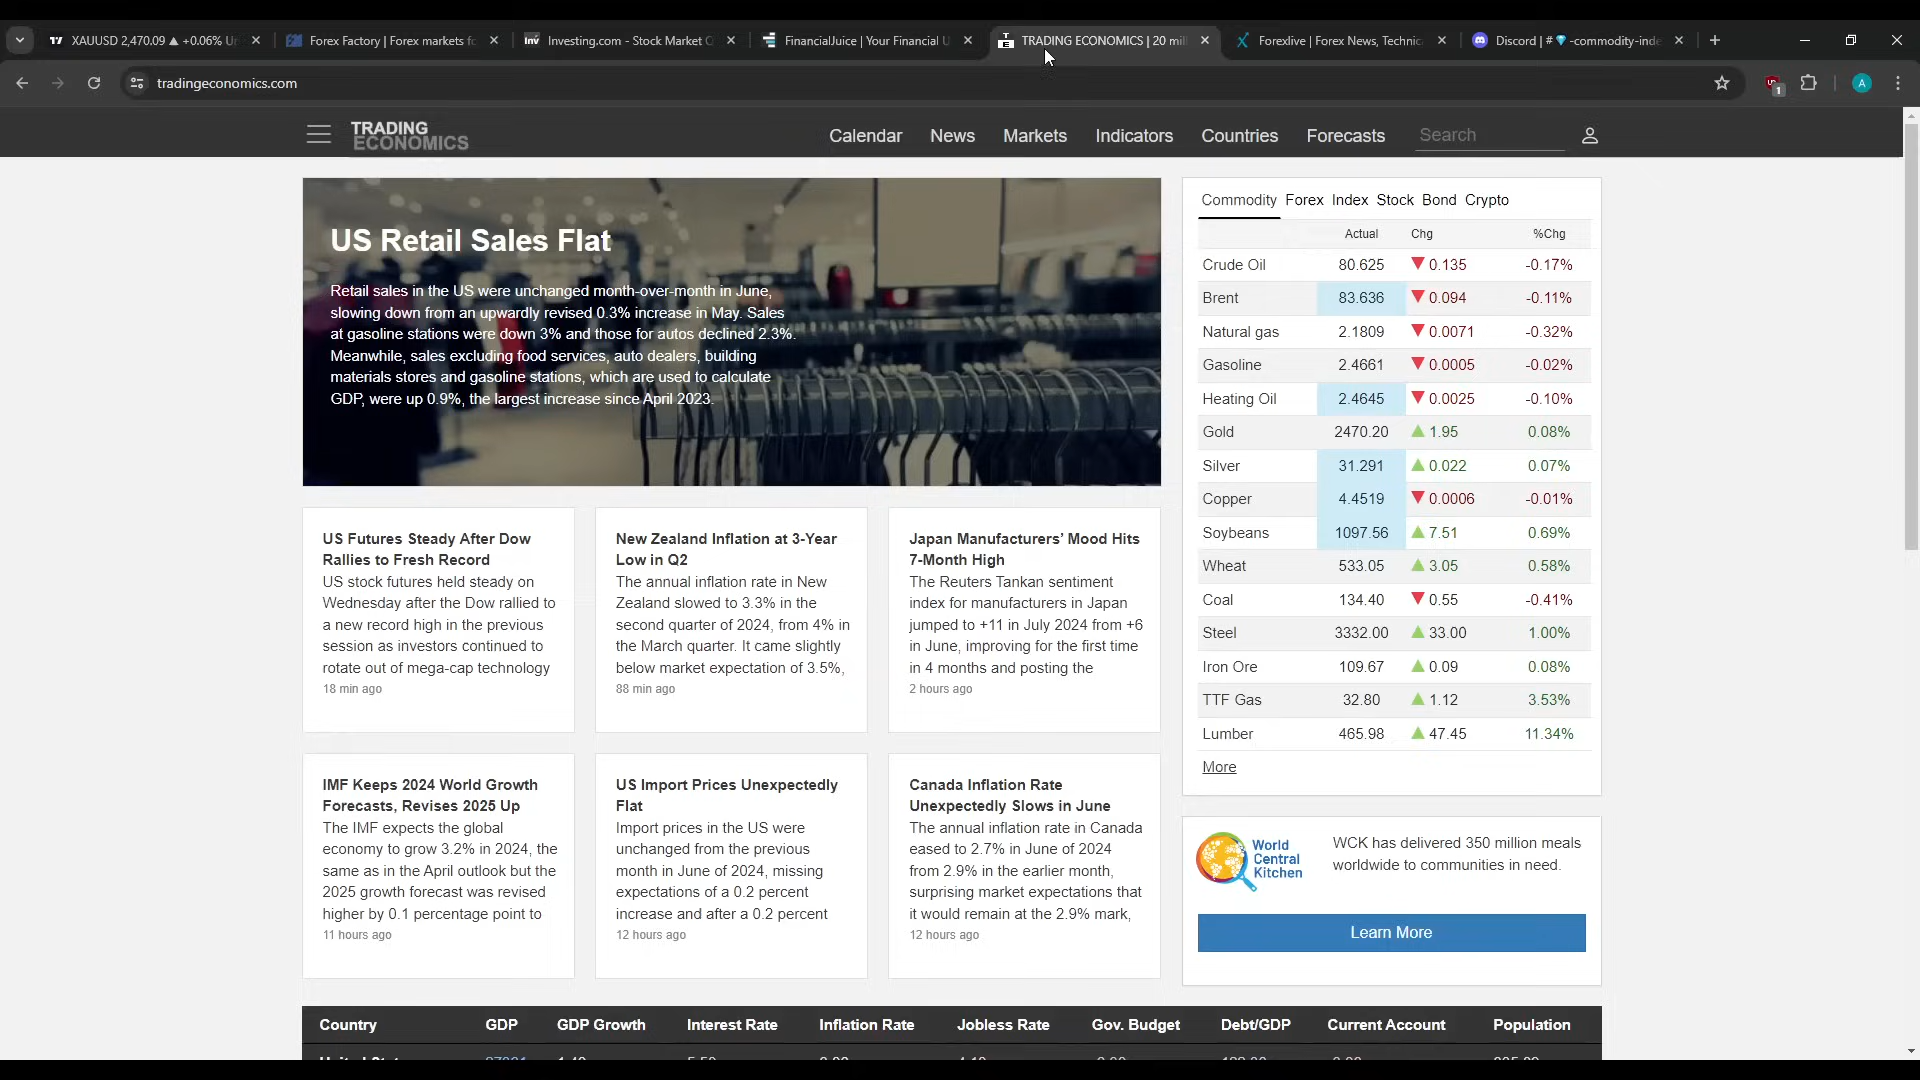 XAUUSD 2,470.09 ▲ +0.06% U
Forex Factory | Forex markets fo
Investing.com - Stock Market Q
FinancialJuice | Your Financial U
TRADING ECONOMICS | 20 mil
Forexlive | Forex News, Technic
Discord | # 💎 -commodity-inde
tradingeconomics.com
1
A
TRADING
ECONOMICS
Calendar News Markets Indicators Countries Forecasts Search
US Retail Sales Flat
Retail sales in the US were unchanged month-over-month in June,
slowing down from an upwardly revised 0.3% increase in May. Sales
at gasoline stations were down 3% and those for autos declined 2.3%.
Meanwhile, sales excluding food services, auto dealers, building
materials stores and gasoline stations, which are used to calculate
GDP, were up 0.9%, the largest increase since April 2023.
US Futures Steady After Dow
Rallies to Fresh Record
US stock futures held steady on
Wednesday after the Dow rallied to
a new record high in the previous
session as investors continued to
rotate out of mega-cap technology
18 min ago
New Zealand Inflation at 3-Year
Low in Q2
The annual inflation rate in New
Zealand slowed to 3.3% in the
second quarter of 2024, from 4% in
the March quarter. It came slightly
below market expectation of 3.5%,
88 min ago
Japan Manufacturers’ Mood Hits
7-Month High
The Reuters Tankan sentiment
index for manufacturers in Japan
jumped to +11 in July 2024 from +6
in June, improving for the first time
in 4 months and posting the
2 hours ago
IMF Keeps 2024 World Growth
Forecasts, Revises 2025 Up
The IMF expects the global
economy to grow 3.2% in 2024, the
same as in the April outlook but the
2025 growth forecast was revised
higher by 0.1 percentage point to
11 hours ago
US Import Prices Unexpectedly
Flat
Import prices in the US were
unchanged from the previous
month in June of 2024, missing
expectations of a 0.2 percent
increase and after a 0.2 percent
12 hours ago
Canada Inflation Rate
Unexpectedly Slows in June
The annual inflation rate in Canada
eased to 2.7% in June of 2024
from 2.9% in the earlier month,
surprising market expectations that
it would remain at the 2.9% mark,
12 hours ago
Commodity Forex Index Stock Bond Crypto
Actual Chg %Chg
Crude Oil 80.625 ▼ 0.135 -0.17%
Brent 83.636 ▼ 0.094 -0.11%
Natural gas 2.1809 ▼ 0.0071 -0.32%
Gasoline 2.4661 ▼ 0.0005 -0.02%
Heating Oil 2.4645 ▼ 0.0025 -0.10%
Gold 2470.20 ▲ 1.95 0.08%
Silver 31.291 ▲ 0.022 0.07%
Copper 4.4519 ▼ 0.0006 -0.01%
Soybeans 1097.56 ▲ 7.51 0.69%
Wheat 533.05 ▲ 3.05 0.58%
Coal 134.40 ▼ 0.55 -0.41%
Steel 3332.00 ▲ 33.00 1.00%
Iron Ore 109.67 ▲ 0.09 0.08%
TTF Gas 32.80 ▲ 1.12 3.53%
Lumber 465.98 ▲ 47.45 11.34%
More
World
Central
Kitchen
WCK has delivered 350 million meals
worldwide to communities in need.
Learn More
Country GDP GDP Growth Interest Rate Inflation Rate Jobless Rate Gov. Budget Debt/GDP Current Account Population